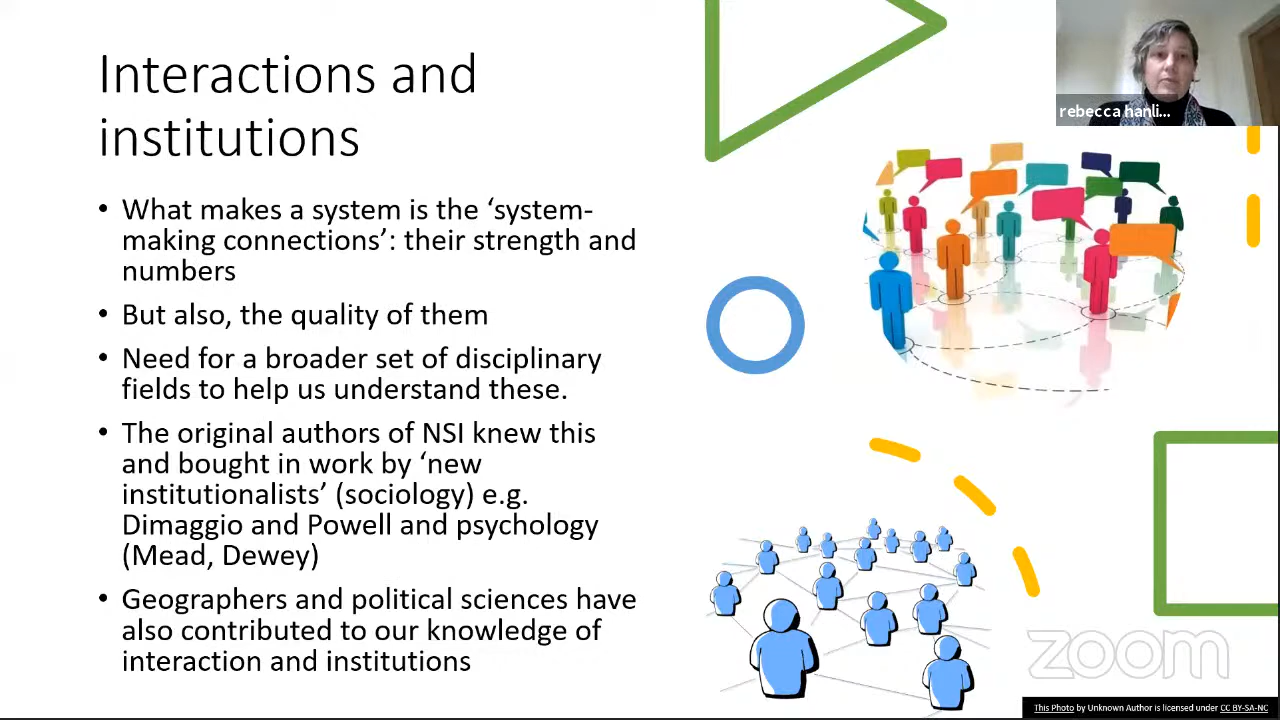 Interactions and
institutions
• What makes a system is the ‘system-
making connections’: their strength and
numbers
• But also, the quality of them
• Need for a broader set of disciplinary
fields to help us understand these.
• The original authors of NSI knew this
and bought in work by ‘new
institutionalists’ (sociology) e.g.
Dimaggio and Powell and psychology
(Mead, Dewey)
• Geographers and political sciences have
also contributed to our knowledge of
interaction and institutions
rebecca hanli...
zoom
This Photo by Unknown Author is licensed under CC BY-SA-NC